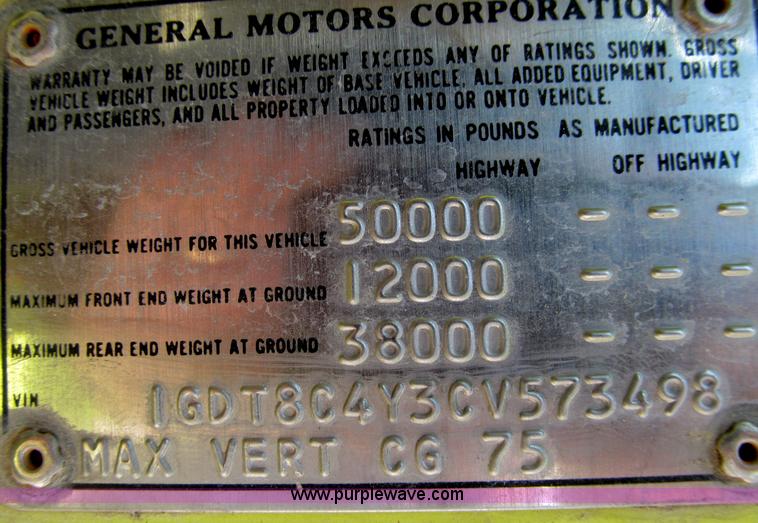 GENERAL MOTORS CORPORATION
WARRANTY MAY BE VOIDED IF WEIGHT EXCEEDS ANY OF RATINGS SHOWN. GROSS
VEHICLE WEIGHT INCLUDES WEIGHT OF BASE VEHICLE, ALL ADDED EQUIPMENT, DRIVER
AND PASSENGERS, AND ALL PROPERTY LOADED INTO OR ONTO VEHICLE.
RATINGS IN POUNDS AS MANUFACTURED
HIGHWAY OFF HIGHWAY
GROSS VEHICLE WEIGHT FOR THIS VEHICLE 50000 - - -
MAXIMUM FRONT END WEIGHT AT GROUND 12000 - - -
MAXIMUM REAR END WEIGHT AT GROUND 38000 - - -
VIN 1GDT8C4Y3CV573498
MAX VERT CG 75
www.purplewave.com